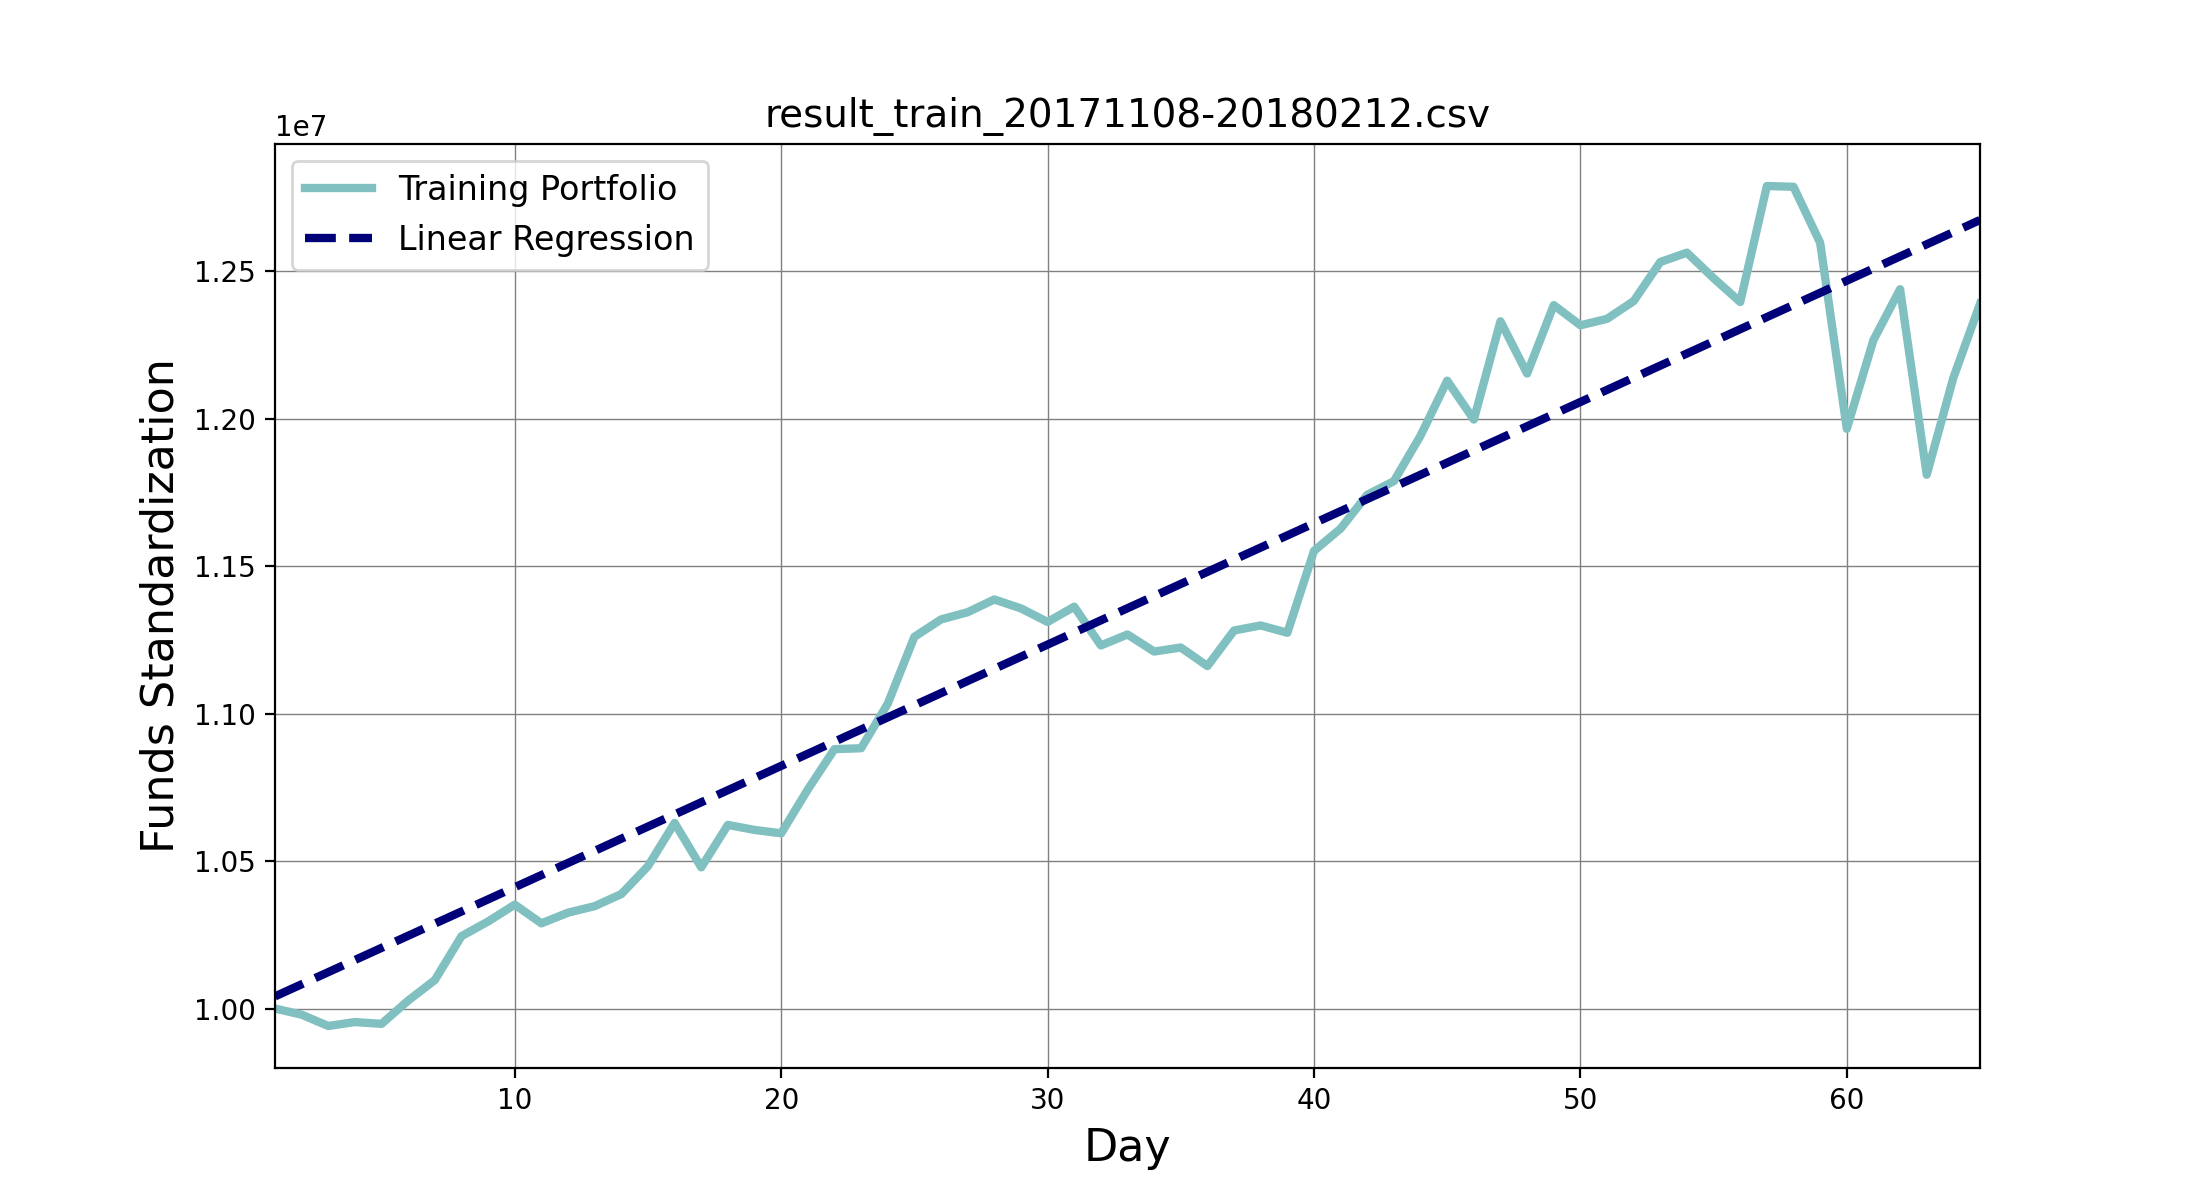 result_train_20171108-20180212.csv
1e7
Training Portfolio
Linear Regression
1.25
1.20
1.15
1.10
1.05
1.00
Funds Standardization
10 20 30 40 50 60
Day